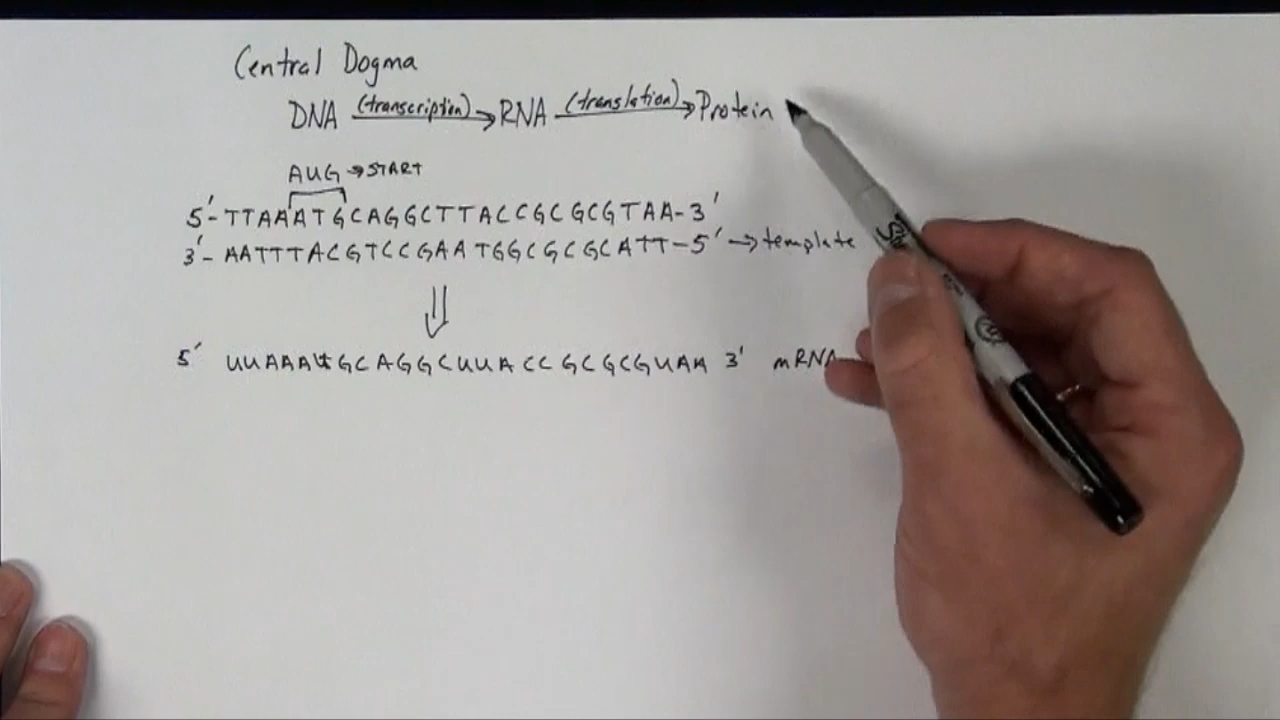 Central Dogma
DNA (transcription) → RNA (translation) → Protein
AUG → START
5'-TTAAATGCAGGCTTACCGCGCGTAA-3'
3'-AATTTACGTCCGAATGGCGCGCATT-5' → template
5' UUAAAUGCAGGCUUACCGCGCGUAA 3' mRNA